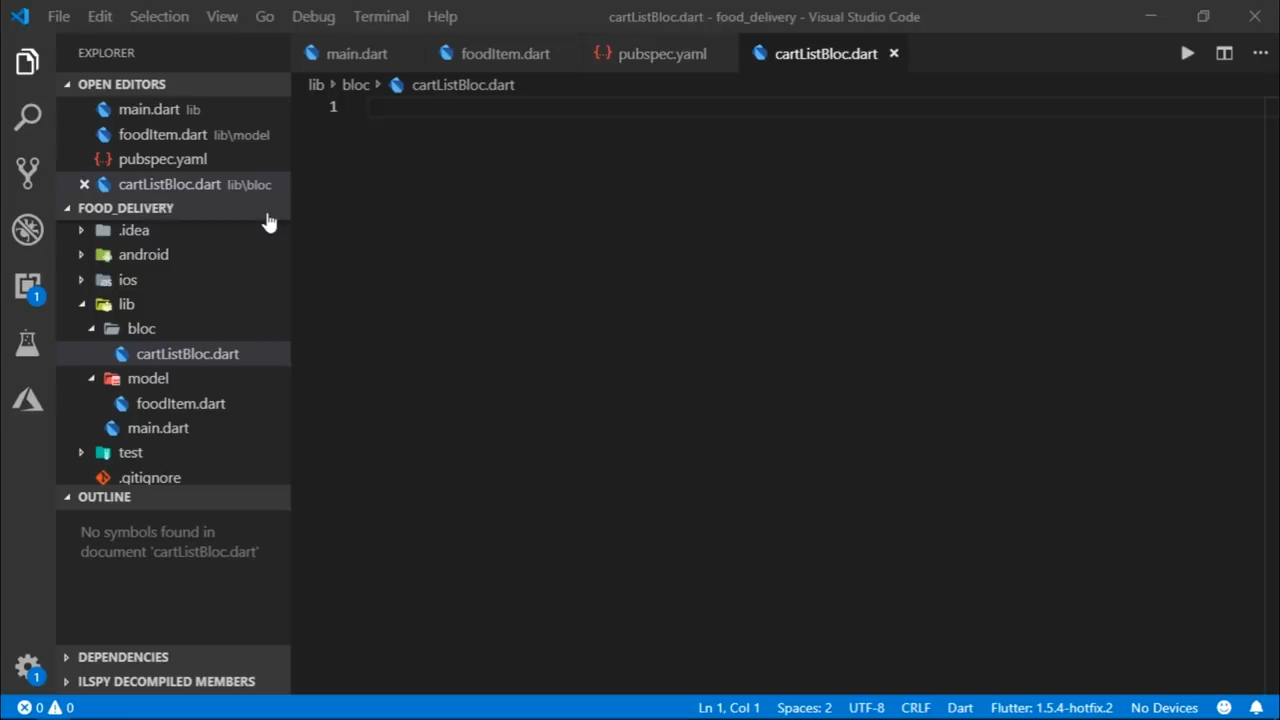 File Edit Selection View Go Debug Terminal Help cartListBloc.dart - food_delivery - Visual Studio Code
EXPLORER
main.dart foodItem.dart {..} pubspec.yaml cartListBloc.dart
OPEN EDITORS
main.dart lib
foodItem.dart lib\model
{..} pubspec.yaml
cartListBloc.dart lib\bloc
FOOD_DELIVERY
.idea
android
ios
lib
bloc
cartListBloc.dart
model
foodItem.dart
main.dart
test
.gitignore
OUTLINE
No symbols found in
document 'cartListBloc.dart'
DEPENDENCIES
ILSPY DECOMPILED MEMBERS
lib bloc cartListBloc.dart
1
1
1
0 0 Ln 1, Col 1 Spaces: 2 UTF-8 CRLF Dart Flutter: 1.5.4-hotfix.2 No Devices